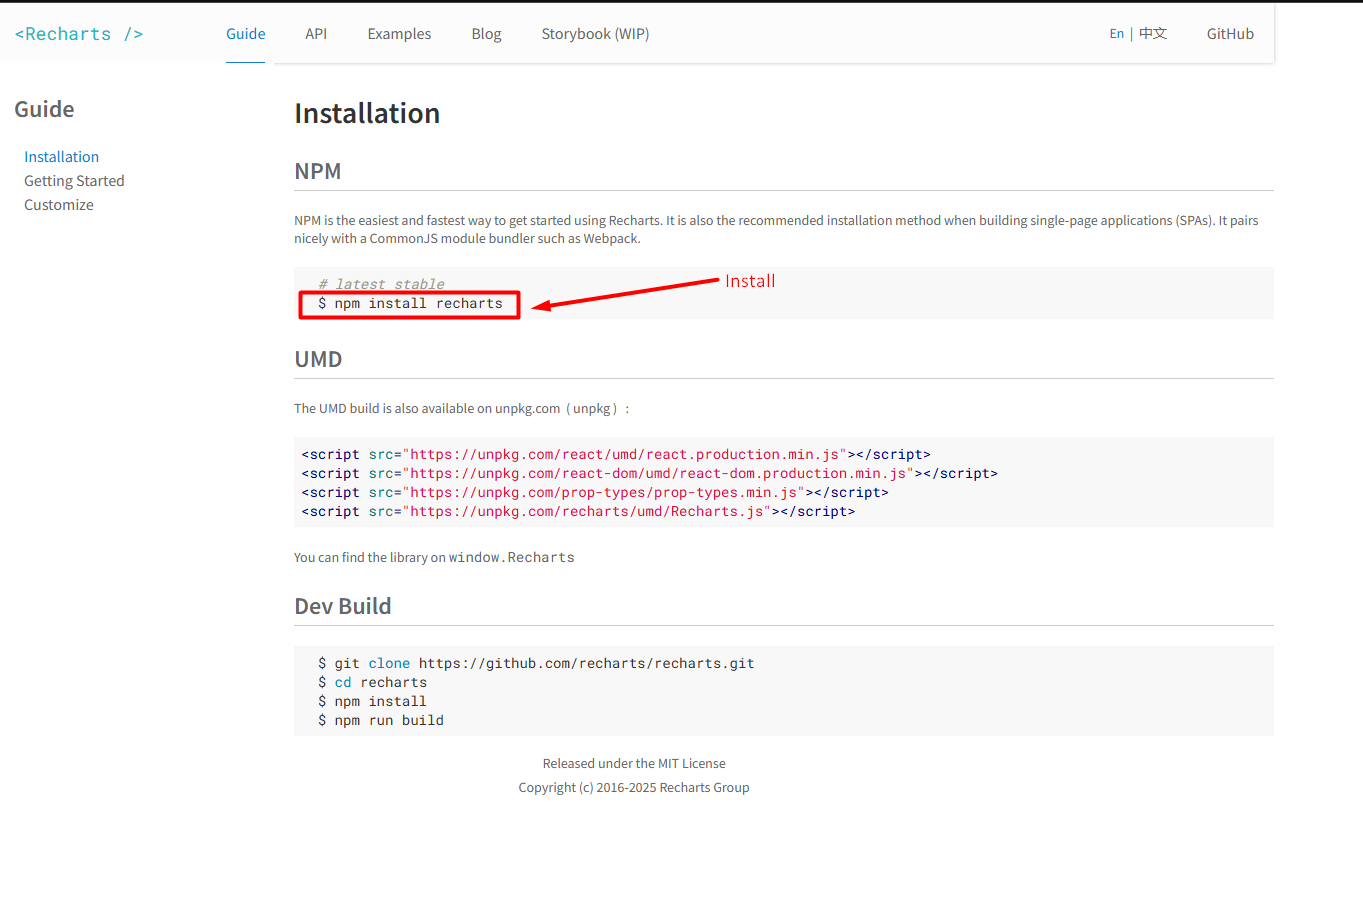 <Recharts />
Guide
API
Examples
Blog
Storybook (WIP)
En | 中文
GitHub
Guide
Installation
Getting Started
Customize
Installation
NPM
NPM is the easiest and fastest way to get started using Recharts. It is also the recommended installation method when building single-page applications (SPAs). It pairs
nicely with a CommonJS module bundler such as Webpack.
# latest stable
$ npm install recharts
Install
UMD
The UMD build is also available on unpkg.com（unpkg）:
<script src="https://unpkg.com/react/umd/react.production.min.js"></script>
<script src="https://unpkg.com/react-dom/umd/react-dom.production.min.js"></script>
<script src="https://unpkg.com/prop-types/prop-types.min.js"></script>
<script src="https://unpkg.com/recharts/umd/Recharts.js"></script>
You can find the library on window.Recharts
Dev Build
$ git clone https://github.com/recharts/recharts.git
$ cd recharts
$ npm install
$ npm run build
Released under the MIT License
Copyright (c) 2016-2025 Recharts Group